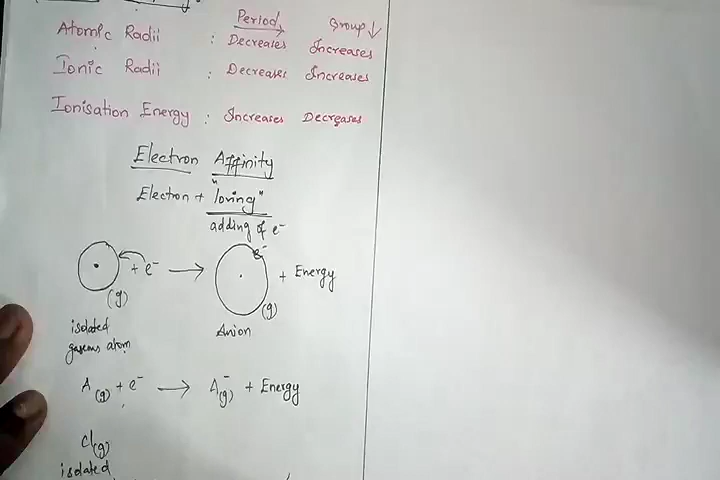 Period Group ↓
Atomic Radii : Decreases Increases
Ionic Radii : Decreases Increases
Ionisation Energy : Increases Decreases
Electron Affinity
Electron + "loving"
adding of e⁻
+ e⁻ ⟶ e⁻ + Energy
(g) (g)
isolated Anion
gaseous atom
A(g) + e⁻ ⟶ A⁻(g) + Energy
Cl(g)
isolated